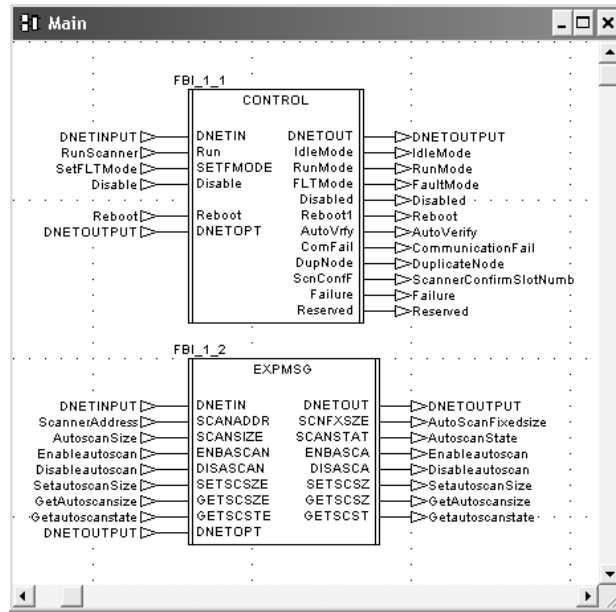 Main
FBI_1_1
CONTROL
DNETINPUT DNETIN DNETOUT DNETOUTPUT
RunScanner Run IdleMode IdleMode
SetFLTMode SETFMODE RunMode RunMode
Disable Disable FLTMode FaultMode
Disabled Disabled
Reboot Reboot Reboot1 Reboot
DNETOUTPUT DNETOPT AutoVrfy AutoVerify
ComFail CommunicationFail
DupNode DuplicateNode
ScnConfF ScannerConfirmSlotNumb
Failure Failure
Reserved Reserved
FBI_1_2
EXPMSG
DNETINPUT DNETIN DNETOUT DNETOUTPUT
ScannerAddress SCANADDR SCNFXSZE AutoScanFixedsize
AutoscanSize SCANSIZE SCANSTAT AutoscanState
Enableautoscan ENBASCAN ENBASCA Enableautoscan
Disableautoscan DISASCAN DISASCA Disableautoscan
SetautoscanSize SETSCSZE SETSCSZ SetautoscanSize
GetAutoscansize GETSCSZE GETSCSZ GetAutoscansize
Getautoscanstate GETSCSTE GETSCST Getautoscanstate
DNETOUTPUT DNETOPT